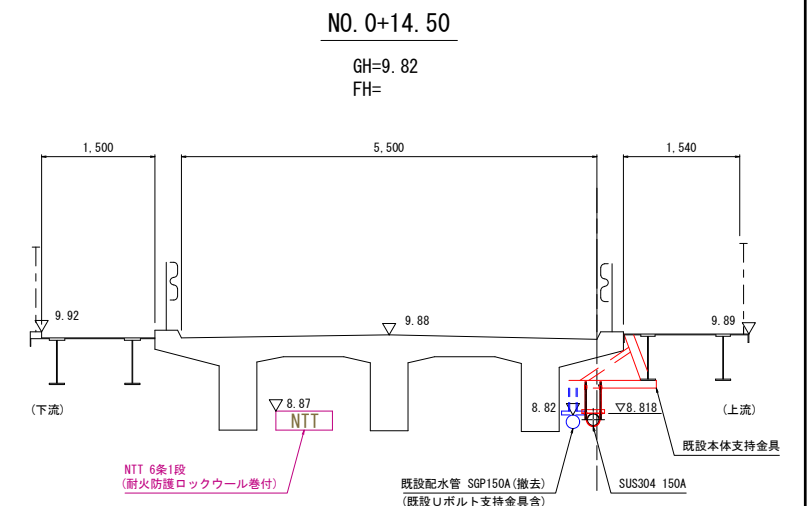 NO.0+14.50
GH=9.82
FH=
1,500
5,500
1,540
9.92
9.88
9.89
(下流)
8.87
NTT
8.82
▽8.818
(上流)
既設本体支持金具
NTT 6条1段
(耐火防護ロックウール巻付)
既設配水管 SGP150A(撤去)
(既設Uボルト支持金具含)
SUS304 150A